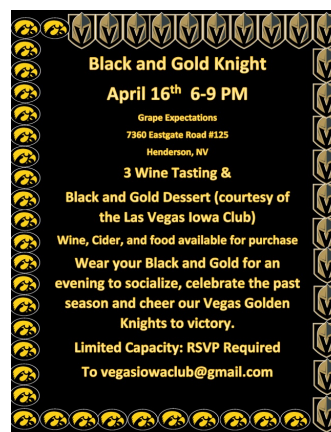 Black and Gold Knight
April 16th 6-9 PM
Grape Expectations
7360 Eastgate Road #125
Henderson, NV
3 Wine Tasting &
Black and Gold Dessert (courtesy of
the Las Vegas Iowa Club)
Wine, Cider, and food available for purchase
Wear your Black and Gold for an
evening to socialize, celebrate the past
season and cheer our Vegas Golden
Knights to victory.
Limited Capacity: RSVP Required
To vegasiowaclub@gmail.com